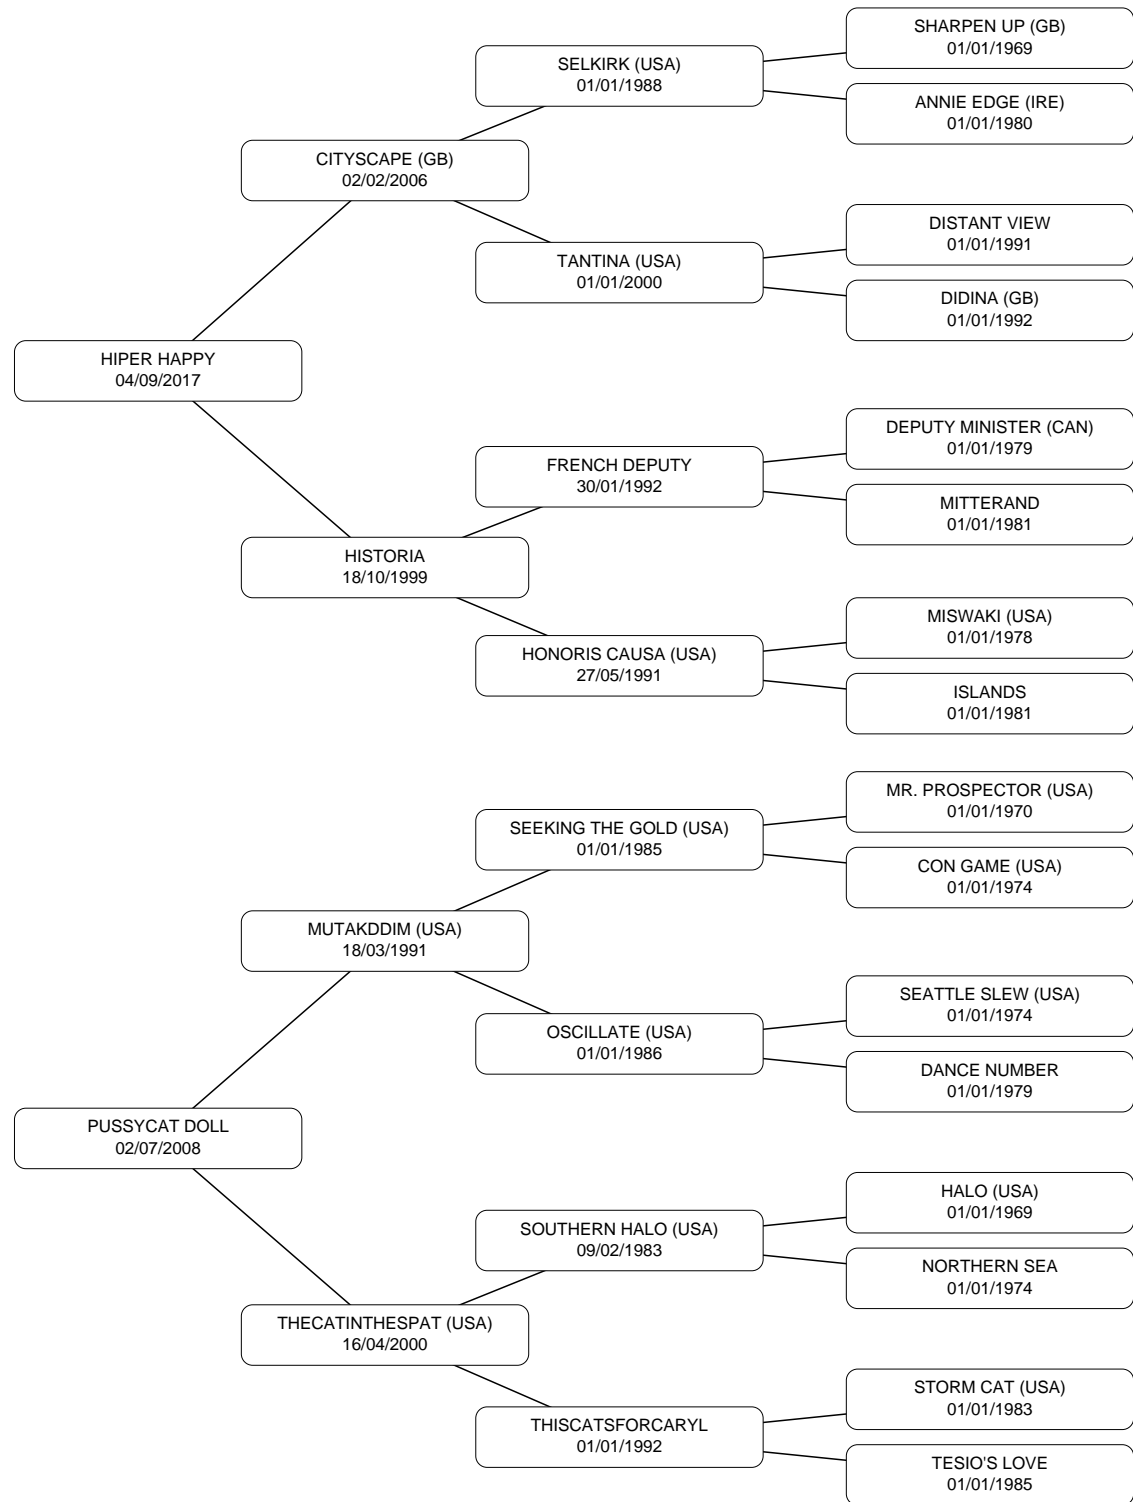 SHARPEN UP (GB)
01/01/1969
SELKIRK (USA)
01/01/1988
ANNIE EDGE (IRE)
01/01/1980
CITYSCAPE (GB)
02/02/2006
DISTANT VIEW
01/01/1991
TANTINA (USA)
01/01/2000
DIDINA (GB)
01/01/1992
HIPER HAPPY
04/09/2017
DEPUTY MINISTER (CAN)
01/01/1979
FRENCH DEPUTY
30/01/1992
MITTERAND
01/01/1981
HISTORIA
18/10/1999
MISWAKI (USA)
01/01/1978
HONORIS CAUSA (USA)
27/05/1991
ISLANDS
01/01/1981
MR. PROSPECTOR (USA)
01/01/1970
SEEKING THE GOLD (USA)
01/01/1985
CON GAME (USA)
01/01/1974
MUTAKDDIM (USA)
18/03/1991
SEATTLE SLEW (USA)
01/01/1974
OSCILLATE (USA)
01/01/1986
DANCE NUMBER
01/01/1979
PUSSYCAT DOLL
02/07/2008
HALO (USA)
01/01/1969
SOUTHERN HALO (USA)
09/02/1983
NORTHERN SEA
01/01/1974
THECATINTHESPAT (USA)
16/04/2000
STORM CAT (USA)
01/01/1983
THISCATSFORCARYL
01/01/1992
TESIO'S LOVE
01/01/1985